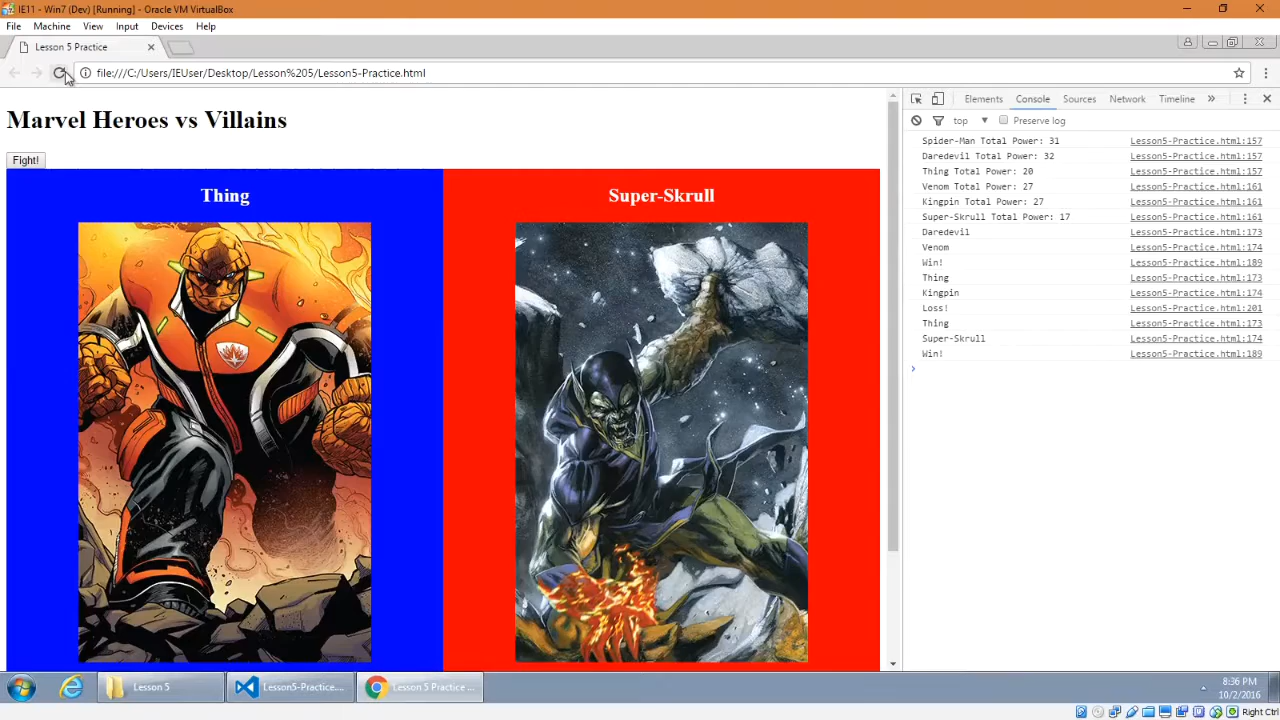 IE11 - Win7 (Dev) [Running] - Oracle VM VirtualBox
File Machine View Input Devices Help
Lesson 5 Practice
file:///C:/Users/IEUser/Desktop/Lesson%205/Lesson5-Practice.html
Elements Console Sources Network Timeline »
top Preserve log
Marvel Heroes vs Villains
Fight!
Thing
Super-Skrull
Spider-Man Total Power: 31 Lesson5-Practice.html:157
Daredevil Total Power: 32 Lesson5-Practice.html:157
Thing Total Power: 20 Lesson5-Practice.html:157
Venom Total Power: 27 Lesson5-Practice.html:161
Kingpin Total Power: 27 Lesson5-Practice.html:161
Super-Skrull Total Power: 17 Lesson5-Practice.html:161
Daredevil Lesson5-Practice.html:173
Venom Lesson5-Practice.html:174
Win! Lesson5-Practice.html:189
Thing Lesson5-Practice.html:173
Kingpin Lesson5-Practice.html:174
Loss! Lesson5-Practice.html:201
Thing Lesson5-Practice.html:173
Super-Skrull Lesson5-Practice.html:174
Win! Lesson5-Practice.html:189
Lesson 5 Lesson5-Practice.... Lesson 5 Practice ...
8:36 PM
10/2/2016
Right Ctrl